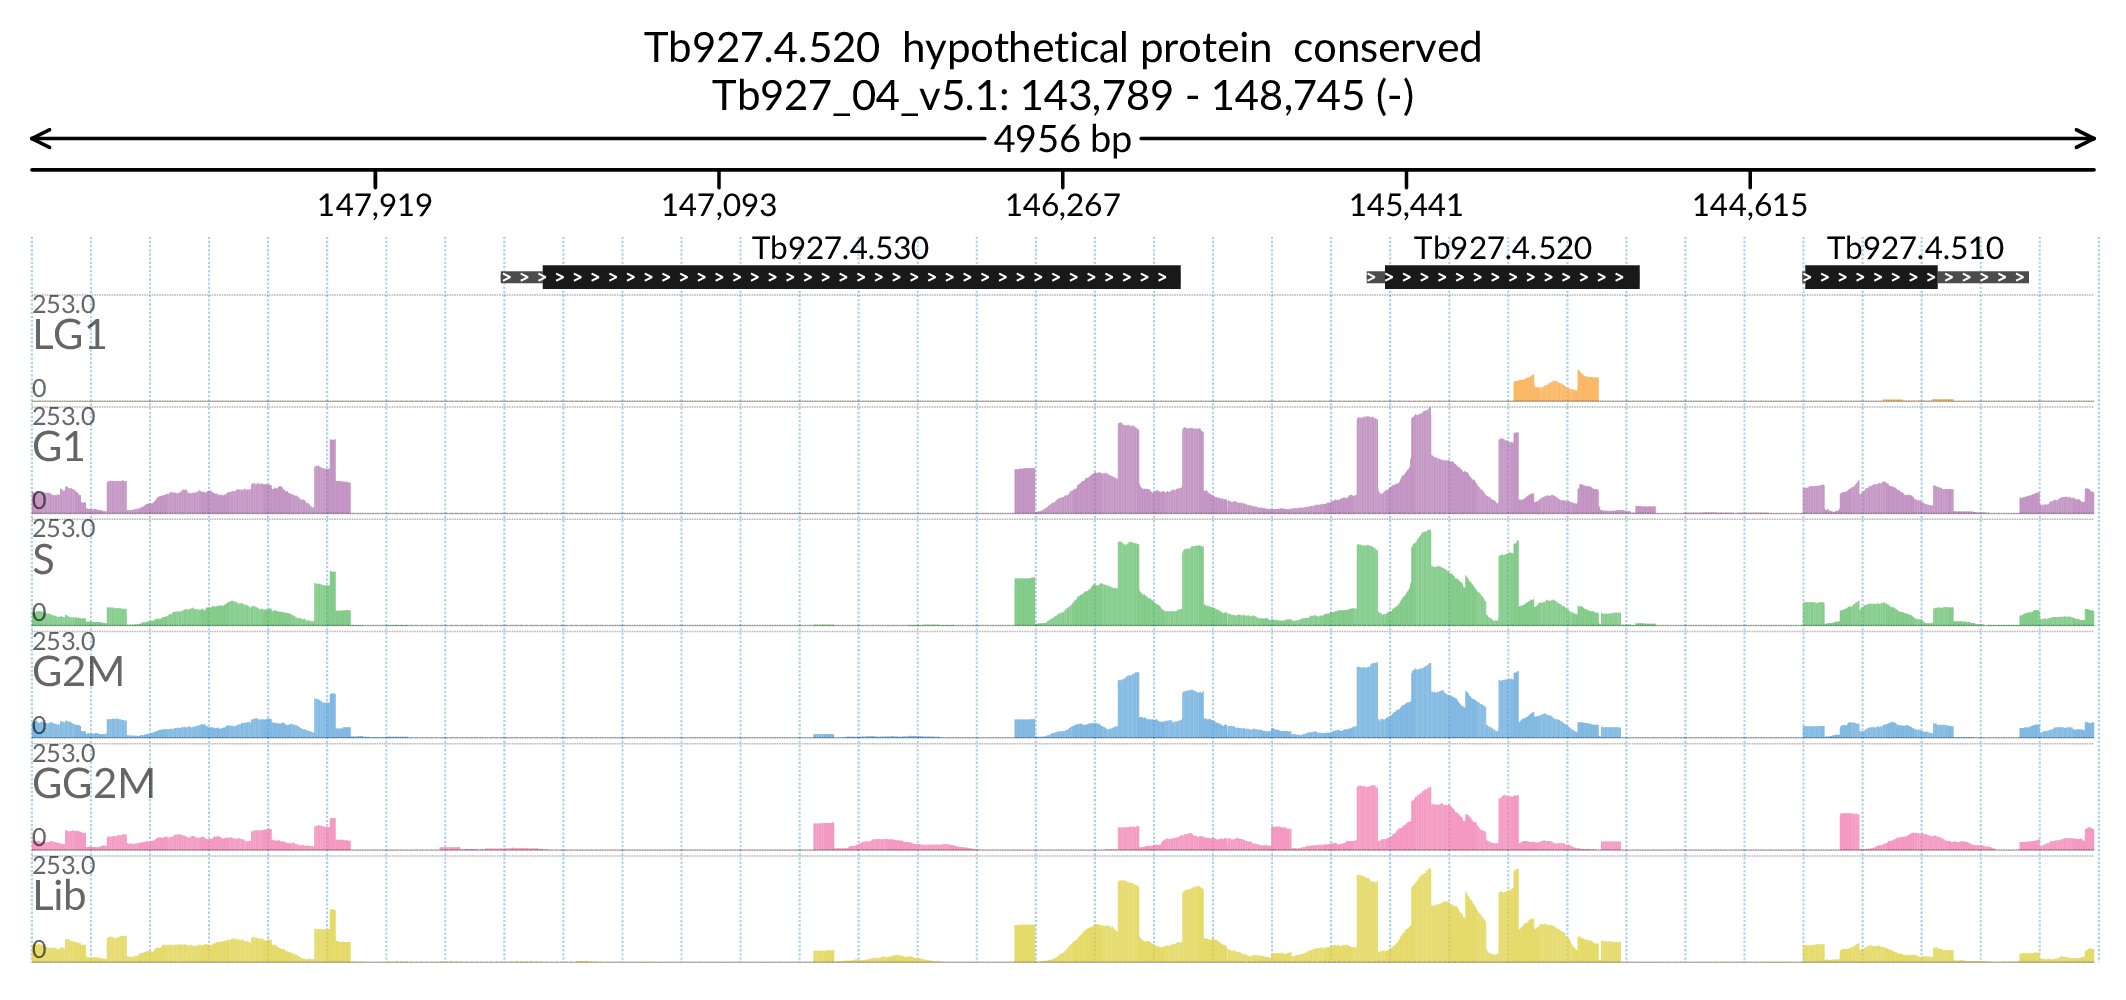 Tb927.4.520  hypothetical protein  conserved
Tb927_04_v5.1: 143,789 - 148,745 (-)
4956 bp
147,919 147,093 146,267 145,441 144,615
Tb927.4.530 Tb927.4.520 Tb927.4.510
253.0
LG1
0
253.0
G1
0
253.0
S
0
253.0
G2M
0
253.0
GG2M
0
253.0
Lib
0